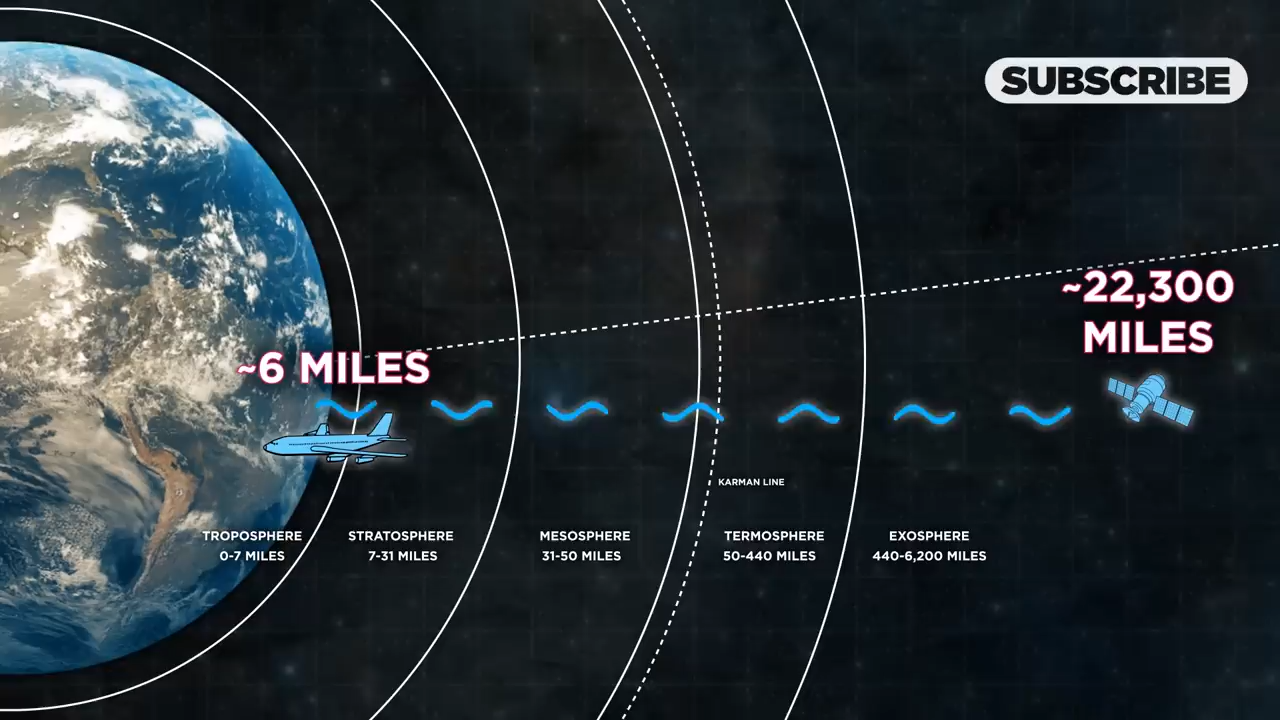 SUBSCRIBE
~22,300
MILES
~6 MILES
KARMAN LINE
TROPOSPHERE
0-7 MILES
STRATOSPHERE
7-31 MILES
MESOSPHERE
31-50 MILES
TERMOSPHERE
50-440 MILES
EXOSPHERE
440-6,200 MILES